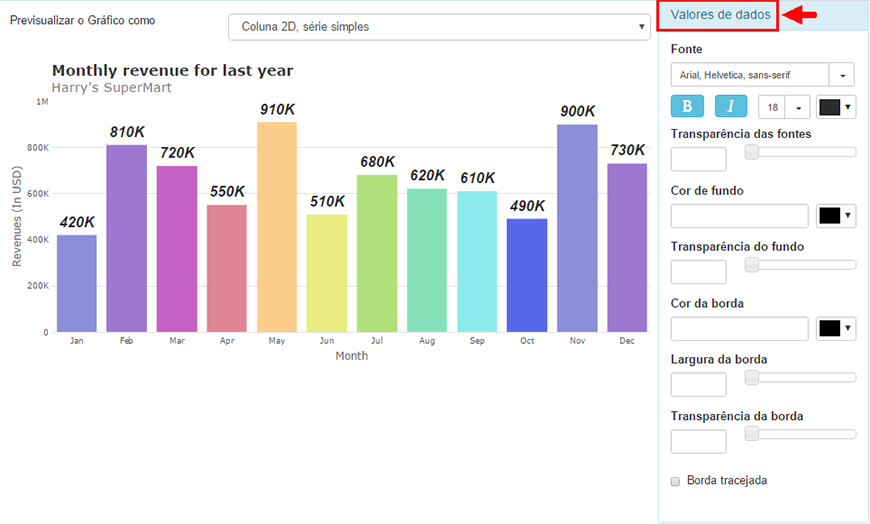 Previsualizar o Gráfico como
Coluna 2D, série simples
Monthly revenue for last year
Harry's SuperMart
1M
800K
600K
400K
200K
0
Revenues (In USD)
420K
810K
720K
550K
910K
510K
680K
620K
610K
490K
900K
730K
Jan Feb Mar Apr May Jun Jul Aug Sep Oct Nov Dec
Month
Valores de dados
Fonte
Arial, Helvetica, sans-serif
B I 18
Transparência das fontes
Cor de fundo
Transparência do fundo
Cor da borda
Largura da borda
Transparência da borda
Borda tracejada